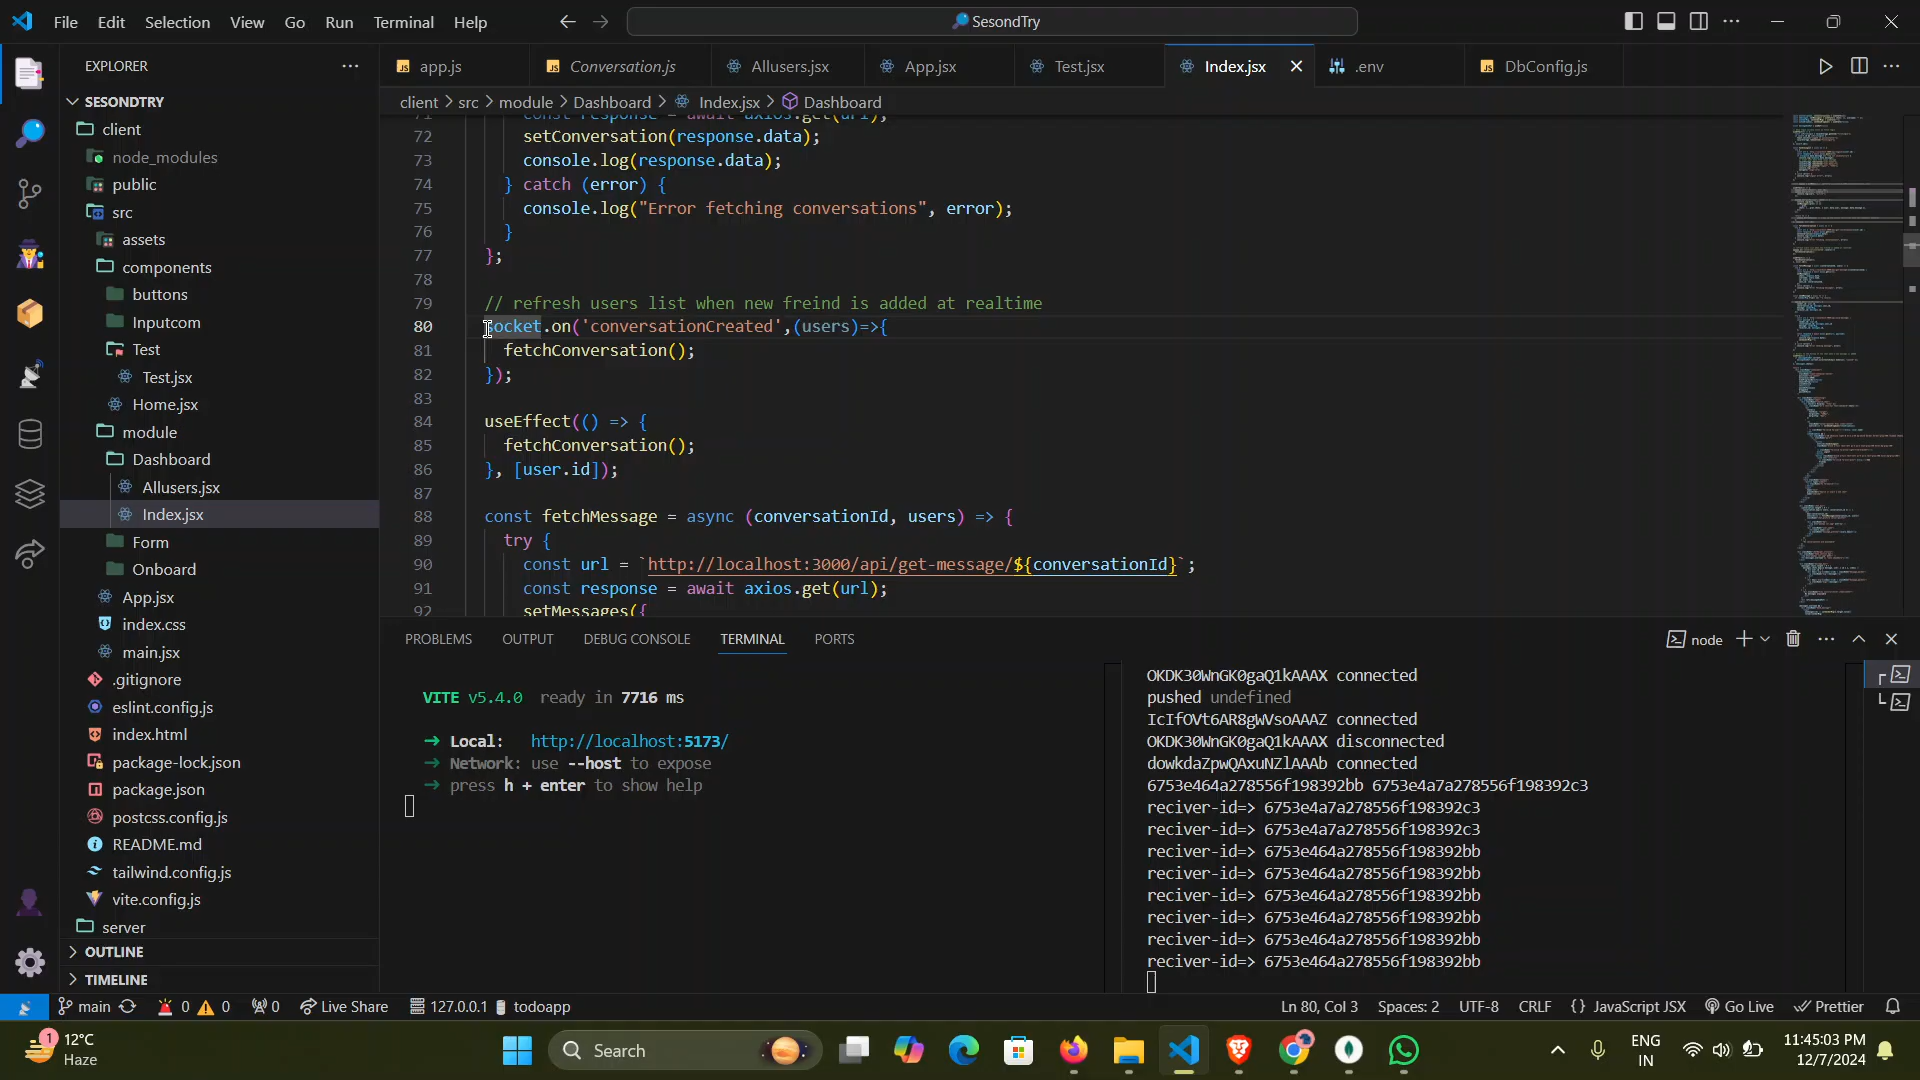 File Edit Selection View Go Run Terminal Help
SesondTry
EXPLORER
SESONDTRY
client
node_modules
public
src
assets
components
buttons
Inputcom
Test
Test.jsx
Home.jsx
module
Dashboard
Allusers.jsx
Index.jsx
Form
Onboard
App.jsx
index.css
main.jsx
.gitignore
eslint.config.js
index.html
package-lock.json
package.json
postcss.config.js
README.md
tailwind.config.js
vite.config.js
server
OUTLINE
TIMELINE
app.js Conversation.js Allusers.jsx App.jsx Test.jsx Index.jsx .env DbConfig.js
client > src > module > Dashboard > Index.jsx > Dashboard
71 const response = await axios.get(url);
72 setConversation(response.data);
73 console.log(response.data);
74 } catch (error) {
75 console.log("Error fetching conversations", error);
76 }
77 };
78
79 // refresh users list when new freind is added at realtime
80 socket.on('conversationCreated',(users)=>{
81 fetchConversation();
82 });
83
84 useEffect(() => {
85 fetchConversation();
86 }, [user.id]);
87
88 const fetchMessage = async (conversationId, users) => {
89 try {
90 const url = `http://localhost:3000/api/get-message/${conversationId}`;
91 const response = await axios.get(url);
92 setMessages({
PROBLEMS OUTPUT DEBUG CONSOLE TERMINAL PORTS
node
VITE v5.4.0 ready in 7716 ms
➜ Local: http://localhost:5173/
➜ Network: use --host to expose
➜ press h + enter to show help
OKDK30WnGK0gaQ1kAAAX connected
pushed undefined
IcIfOVt6AR8gWVsoAAAZ connected
OKDK30WnGK0gaQ1kAAAX disconnected
dowkdaZpwQAxuNZlAAAb connected
6753e464a278556f198392bb 6753e4a7a278556f198392c3
reciver-id=> 6753e4a7a278556f198392c3
reciver-id=> 6753e4a7a278556f198392c3
reciver-id=> 6753e464a278556f198392bb
reciver-id=> 6753e464a278556f198392bb
reciver-id=> 6753e464a278556f198392bb
reciver-id=> 6753e464a278556f198392bb
reciver-id=> 6753e464a278556f198392bb
reciver-id=> 6753e464a278556f198392bb
main 0 0 0 Live Share 127.0.0.1 todoapp
Ln 80, Col 3 Spaces: 2 UTF-8 CRLF {} JavaScript JSX Go Live Prettier
1 12°C
Haze
Search
ENG
IN
11:45:03 PM
12/7/2024